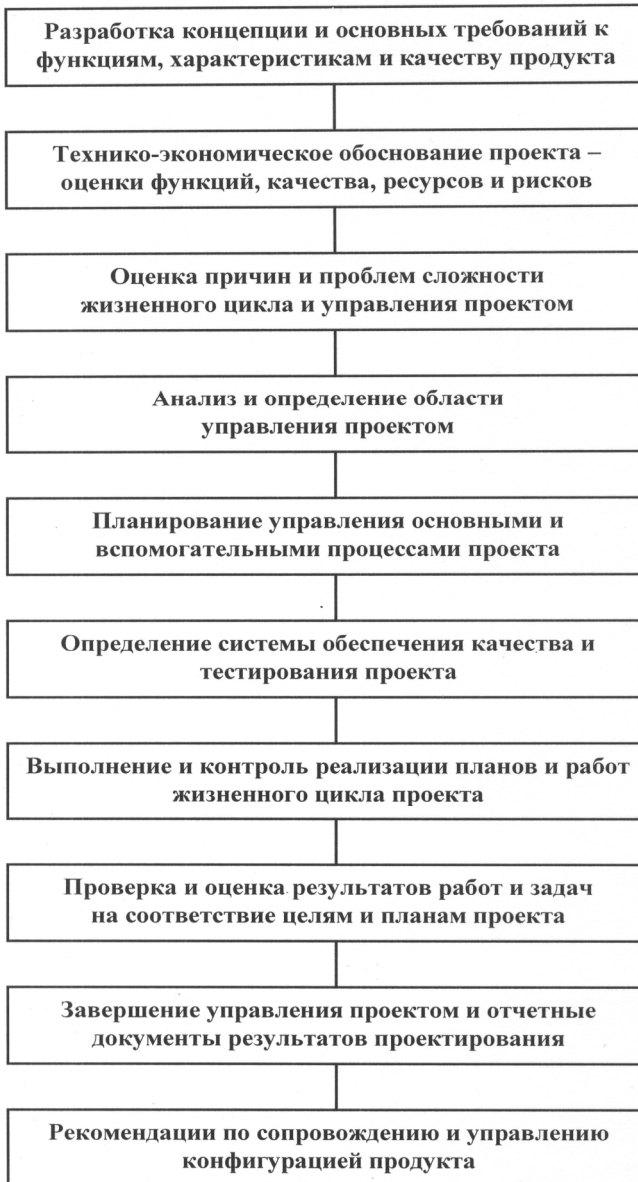 Разработка концепции и основных требований к
функциям, характеристикам и качеству продукта
Технико-экономическое обоснование проекта –
оценки функций, качества, ресурсов и рисков
Оценка причин и проблем сложности
жизненного цикла и управления проектом
Анализ и определение области
управления проектом
Планирование управления основными и
вспомогательными процессами проекта
Определение системы обеспечения качества и
тестирования проекта
Выполнение и контроль реализации планов и работ
жизненного цикла проекта
Проверка и оценка результатов работ и задач
на соответствие целям и планам проекта
Завершение управления проектом и отчетные
документы результатов проектирования
Рекомендации по сопровождению и управлению
конфигурацией продукта